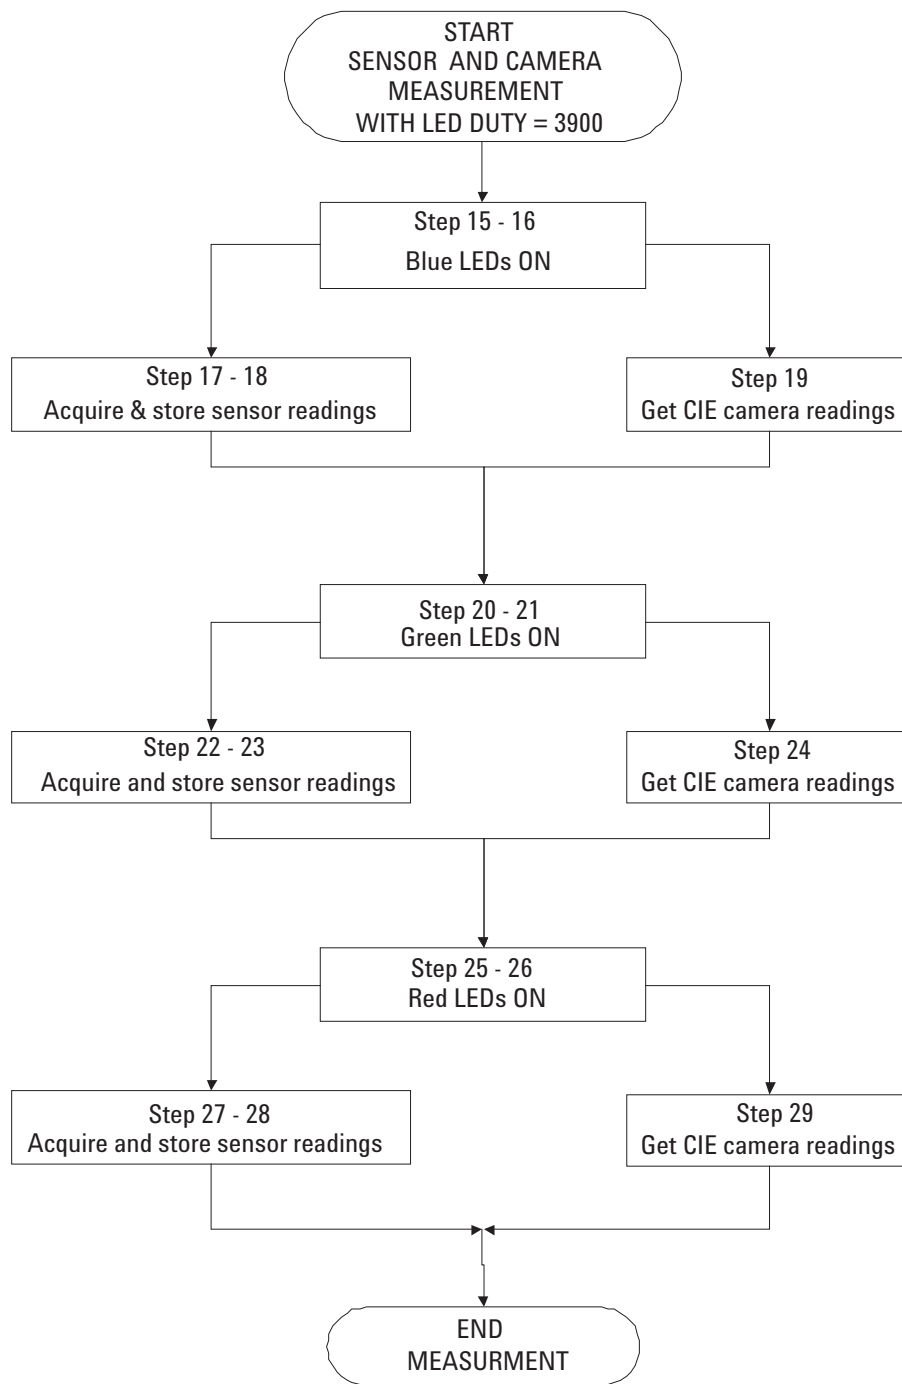 START
SENSOR AND CAMERA
MEASUREMENT
WITH LED DUTY = 3900
Step 15 - 16
Blue LEDs ON
Step 17 - 18
Acquire & store sensor readings
Step 19
Get CIE camera readings
Step 20 - 21
Green LEDs ON
Step 22 - 23
Acquire and store sensor readings
Step 24
Get CIE camera readings
Step 25 - 26
Red LEDs ON
Step 27 - 28
Acquire and store sensor readings
Step 29
Get CIE camera readings
END
MEASURMENT